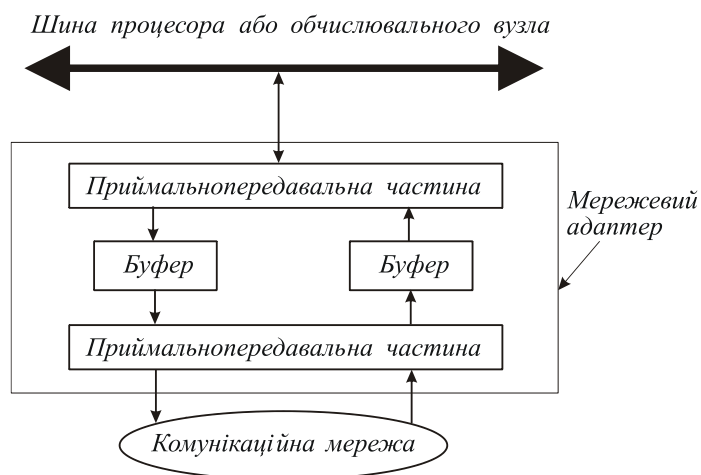 Шина процесора або обчислювального вузла
Приймальнопередавальна частина
Мережевий
адаптер
Буфер
Буфер
Приймальнопередавальна частина
Комунікаційна мережа